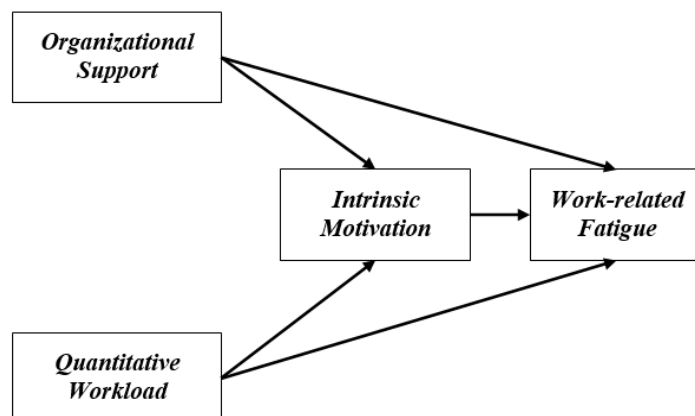 Organizational
Support
Intrinsic
Motivation
Work-related
Fatigue
Quantitative
Workload